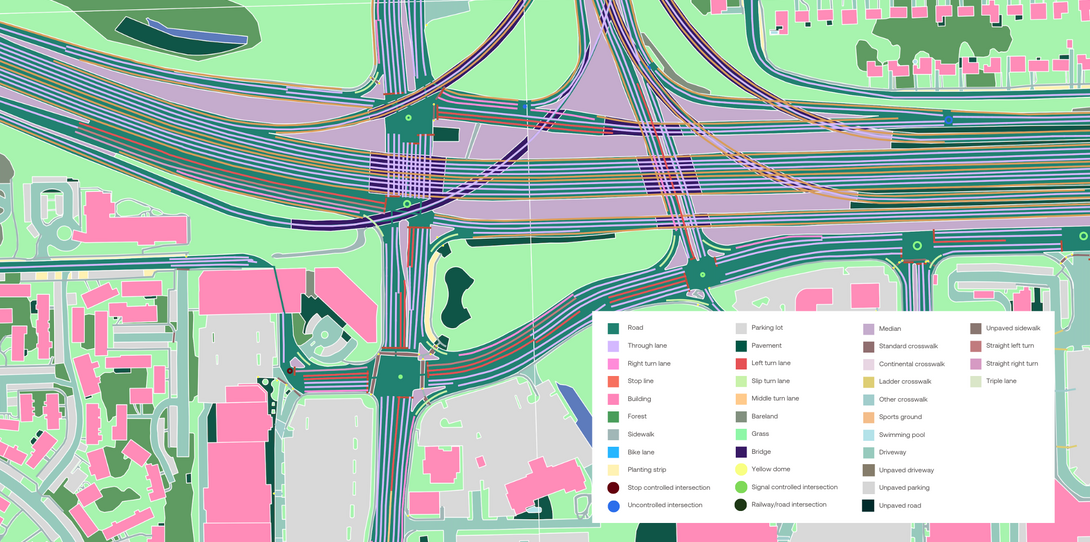 Road
Through lane
Right turn lane
Stop line
Building
Forest
Sidewalk
Bike lane
Planting strip
Stop controlled intersection
Uncontrolled intersection
Parking lot
Pavement
Left turn lane
Slip turn lane
Middle turn lane
Bareland
Grass
Bridge
Yellow dome
Signal controlled intersection
Railway/road intersection
Median
Standard crosswalk
Continental crosswalk
Ladder crosswalk
Other crosswalk
Sports ground
Swimming pool
Driveway
Unpaved driveway
Unpaved parking
Unpaved road
Unpaved sidewalk
Straight left turn
Straight right turn
Triple lane